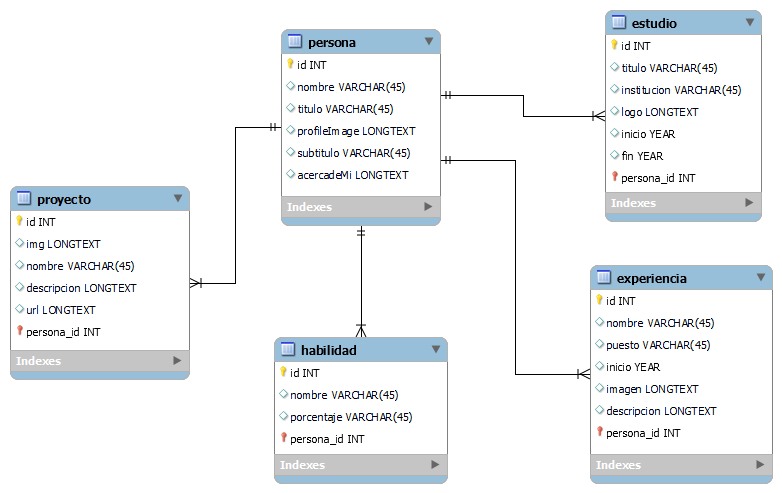 persona
id INT
nombre VARCHAR(45)
titulo VARCHAR(45)
profileImage LONGTEXT
subtitulo VARCHAR(45)
acercadeMi LONGTEXT
Indexes
estudio
id INT
titulo VARCHAR(45)
institucion VARCHAR(45)
logo LONGTEXT
inicio YEAR
fin YEAR
persona_id INT
Indexes
proyecto
id INT
img LONGTEXT
nombre VARCHAR(45)
descripcion LONGTEXT
url LONGTEXT
persona_id INT
Indexes
habilidad
id INT
nombre VARCHAR(45)
porcentaje VARCHAR(45)
persona_id INT
Indexes
experiencia
id INT
nombre VARCHAR(45)
puesto VARCHAR(45)
inicio YEAR
imagen LONGTEXT
descripcion LONGTEXT
persona_id INT
Indexes